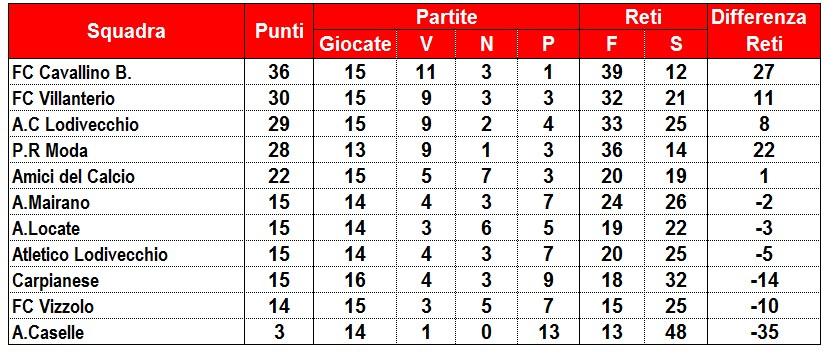 Squadra Punti Partite Reti Differenza Reti
Giocate V N P F S
FC Cavallino B. 36 15 11 3 1 39 12 27
FC Villanterio 30 15 9 3 3 32 21 11
A.C Lodivecchio 29 15 9 2 4 33 25 8
P.R Moda 28 13 9 1 3 36 14 22
Amici del Calcio 22 15 5 7 3 20 19 1
A.Mairano 15 14 4 3 7 24 26 -2
A.Locate 15 14 3 6 5 19 22 -3
Atletico Lodivecchio 15 14 4 3 7 20 25 -5
Carpianese 15 16 4 3 9 18 32 -14
FC Vizzolo 14 15 3 5 7 15 25 -10
A.Caselle 3 14 1 0 13 13 48 -35